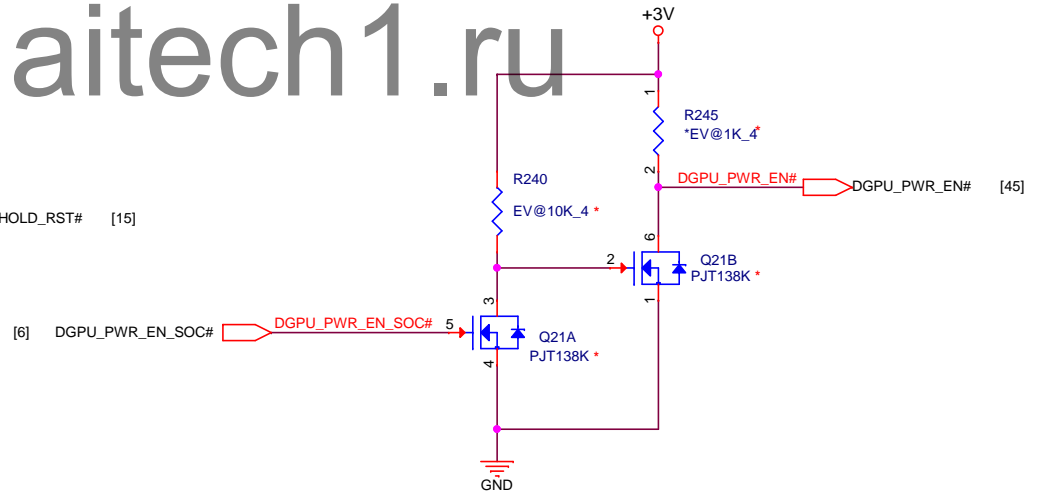 aitech1.ru
+3V
1
R245
*EV@1K_4*
2
DGPU_PWR_EN#
DGPU_PWR_EN#
[45]
R240
EV@10K_4 *
HOLD_RST#
[15]
6
2
Q21B
PJT138K *
1
3
[6]
DGPU_PWR_EN_SOC#
DGPU_PWR_EN_SOC#
5
Q21A
PJT138K *
4
GND